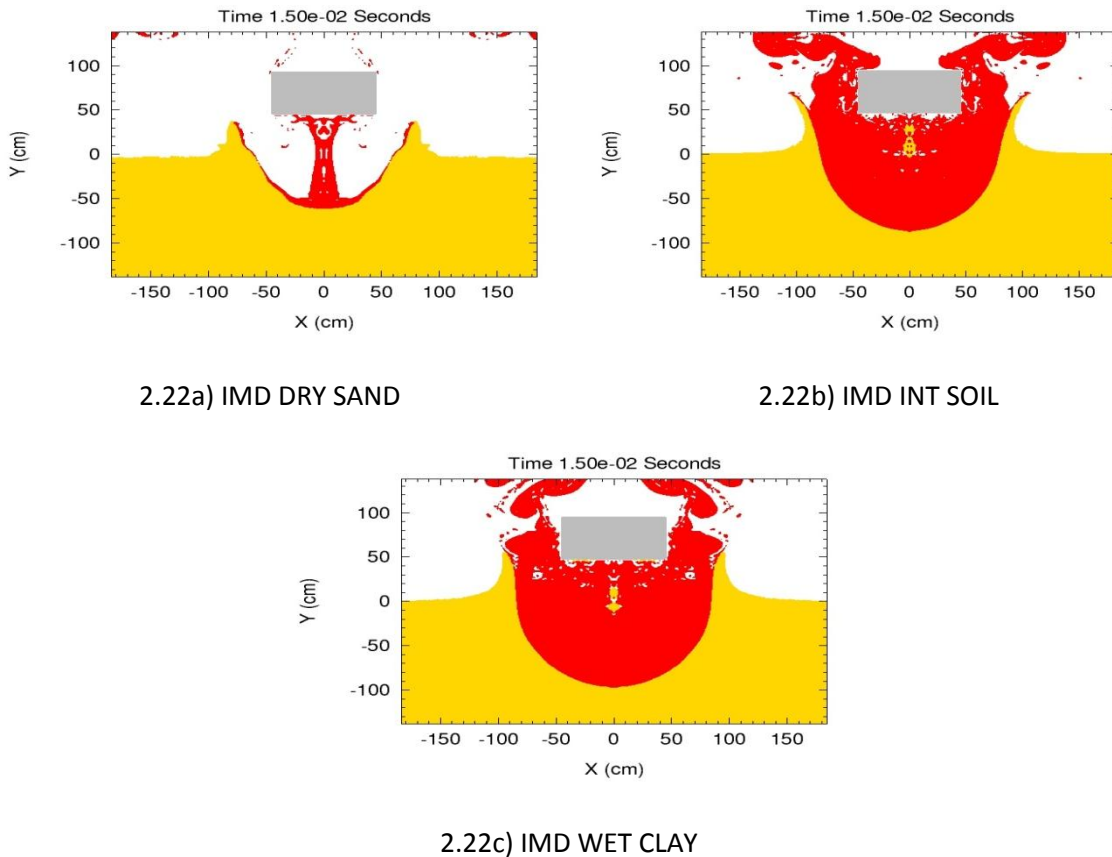 Time 1.50e-02 Seconds
100
50
0
-50
-100
Y (cm)
-150 -100 -50 0 50 100 150
X (cm)
2.22a) IMD DRY SAND
Time 1.50e-02 Seconds
100
50
0
-50
-100
Y (cm)
-150 -100 -50 0 50 100 150
X (cm)
2.22b) IMD INT SOIL
Time 1.50e-02 Seconds
100
50
0
-50
-100
Y (cm)
-150 -100 -50 0 50 100 150
X (cm)
2.22c) IMD WET CLAY